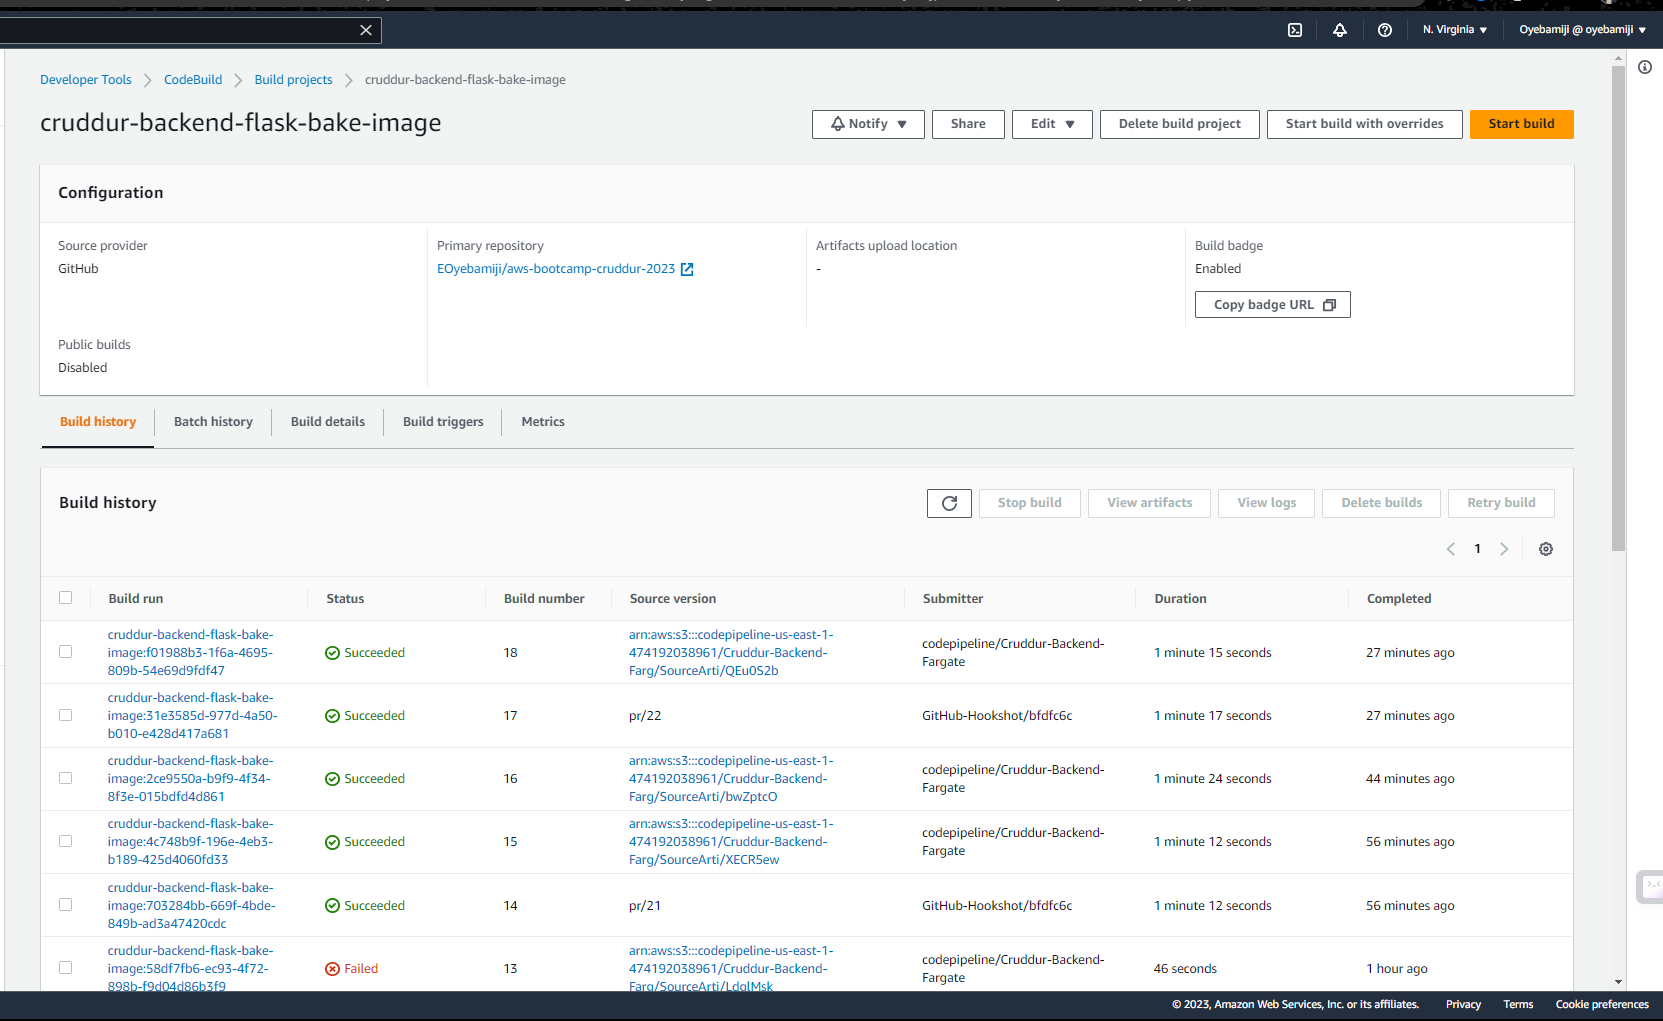 N. Virginia ▼
Oyebamiji @ oyebamiji ▼
Developer Tools
CodeBuild
Build projects
cruddur-backend-flask-bake-image
cruddur-backend-flask-bake-image
Notify ▼
Share
Edit ▼
Delete build project
Start build with overrides
Start build
Configuration
Source provider
GitHub
Primary repository
EOyebamiji/aws-bootcamp-cruddur-2023
Artifacts upload location
-
Build badge
Enabled
Copy badge URL
Public builds
Disabled
Build history
Batch history
Build details
Build triggers
Metrics
Build history
Stop build
View artifacts
View logs
Delete builds
Retry build
1
Build run
Status
Build number
Source version
Submitter
Duration
Completed
cruddur-backend-flask-bake-
image:f01988b3-1f6a-4695-
809b-54e69d9fdf47
Succeeded
18
arn:aws:s3:::codepipeline-us-east-1-
474192038961/Cruddur-Backend-
Farg/SourceArti/QEu0S2b
codepipeline/Cruddur-Backend-
Fargate
1 minute 15 seconds
27 minutes ago
cruddur-backend-flask-bake-
image:31e3585d-977d-4a50-
b010-e428d417a681
Succeeded
17
pr/22
GitHub-Hookshot/bfdfc6c
1 minute 17 seconds
27 minutes ago
cruddur-backend-flask-bake-
image:2ce9550a-b9f9-4f34-
8f3e-015bdfd4d861
Succeeded
16
arn:aws:s3:::codepipeline-us-east-1-
474192038961/Cruddur-Backend-
Farg/SourceArti/bwZptcO
codepipeline/Cruddur-Backend-
Fargate
1 minute 24 seconds
44 minutes ago
cruddur-backend-flask-bake-
image:4c748b9f-196e-4eb3-
b189-425d4060fd33
Succeeded
15
arn:aws:s3:::codepipeline-us-east-1-
474192038961/Cruddur-Backend-
Farg/SourceArti/XECR5ew
codepipeline/Cruddur-Backend-
Fargate
1 minute 12 seconds
56 minutes ago
cruddur-backend-flask-bake-
image:703284bb-669f-4bde-
849b-ad3a47420cdc
Succeeded
14
pr/21
GitHub-Hookshot/bfdfc6c
1 minute 12 seconds
56 minutes ago
cruddur-backend-flask-bake-
image:58df7fb6-ec93-4f72-
898b-f9d04d86b3f9
Failed
13
arn:aws:s3:::codepipeline-us-east-1-
474192038961/Cruddur-Backend-
Farg/SourceArti/LdqlMsk
codepipeline/Cruddur-Backend-
Fargate
46 seconds
1 hour ago
© 2023, Amazon Web Services, Inc. or its affiliates.
Privacy
Terms
Cookie preferences